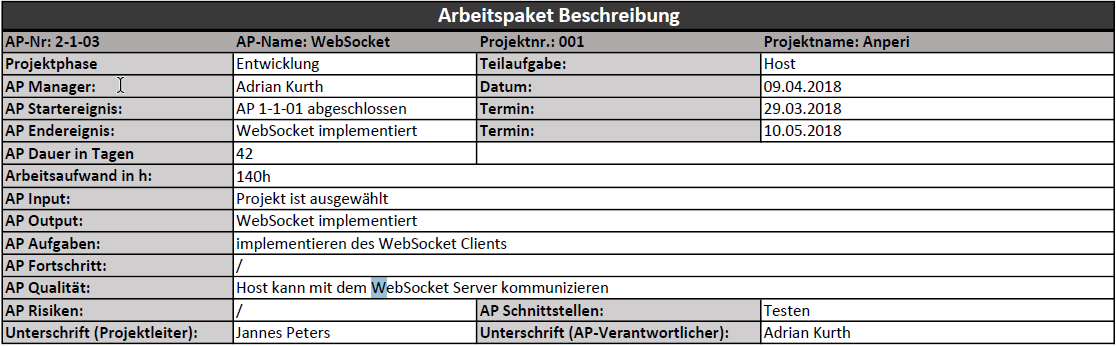 Arbeitspaket Beschreibung
AP-Nr: 2-1-03 AP-Name: WebSocket Projektnr.: 001 Projektname: Anperi
Projektphase Entwicklung Teilaufgabe: Host
AP Manager: Adrian Kurth Datum: 09.04.2018
AP Startereignis: AP 1-1-01 abgeschlossen Termin: 29.03.2018
AP Endereignis: WebSocket implementiert Termin: 10.05.2018
AP Dauer in Tagen 42
Arbeitsaufwand in h: 140h
AP Input: Projekt ist ausgewählt
AP Output: WebSocket implementiert
AP Aufgaben: implementieren des WebSocket Clients
AP Fortschritt: /
AP Qualität: Host kann mit dem WebSocket Server kommunizieren
AP Risiken: / AP Schnittstellen: Testen
Unterschrift (Projektleiter): Jannes Peters Unterschrift (AP-Verantwortlicher): Adrian Kurth